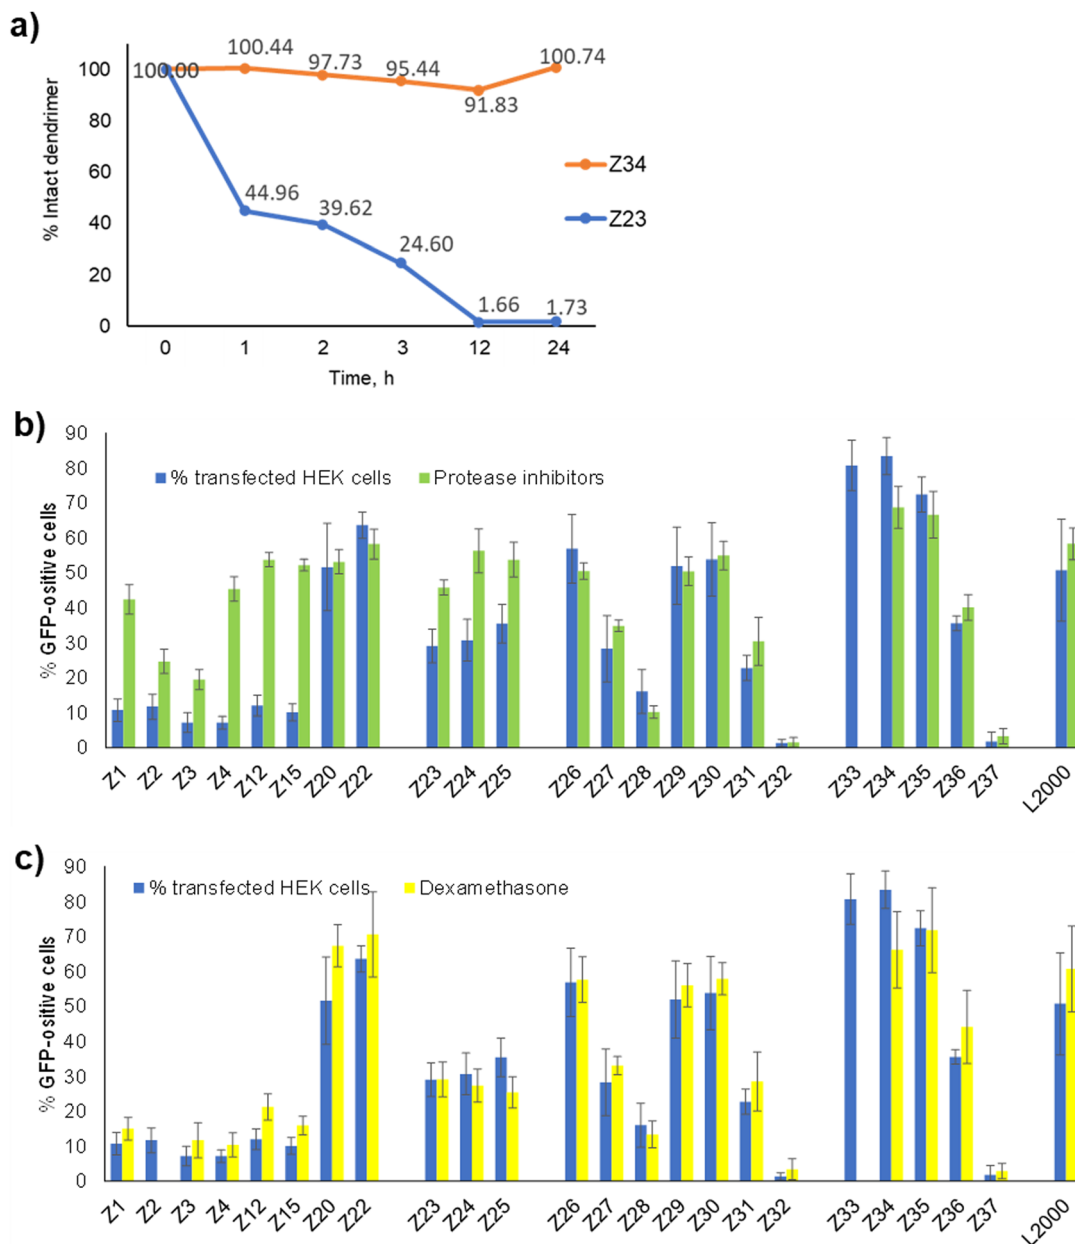 a)
% Intact dendrimer
100
80
60
40
20
0
100.00
100.44
97.73
95.44
91.83
100.74
44.96
39.62
24.60
1.66
1.73
Z34
Z23
0 1 2 3 12 24
Time, h
b)
% GFP-ositive cells
90
80
70
60
50
40
30
20
10
0
% transfected HEK cells Protease inhibitors
Z1 Z2 Z3 Z4 Z12 Z15 Z20 Z22 Z23 Z24 Z25 Z26 Z27 Z28 Z29 Z30 Z31 Z32 Z33 Z34 Z35 Z36 Z37 L2000
c)
% GFP-ositive cells
90
80
70
60
50
40
30
20
10
0
% transfected HEK cells Dexamethasone
Z1 Z2 Z3 Z4 Z12 Z15 Z20 Z22 Z23 Z24 Z25 Z26 Z27 Z28 Z29 Z30 Z31 Z32 Z33 Z34 Z35 Z36 Z37 L2000